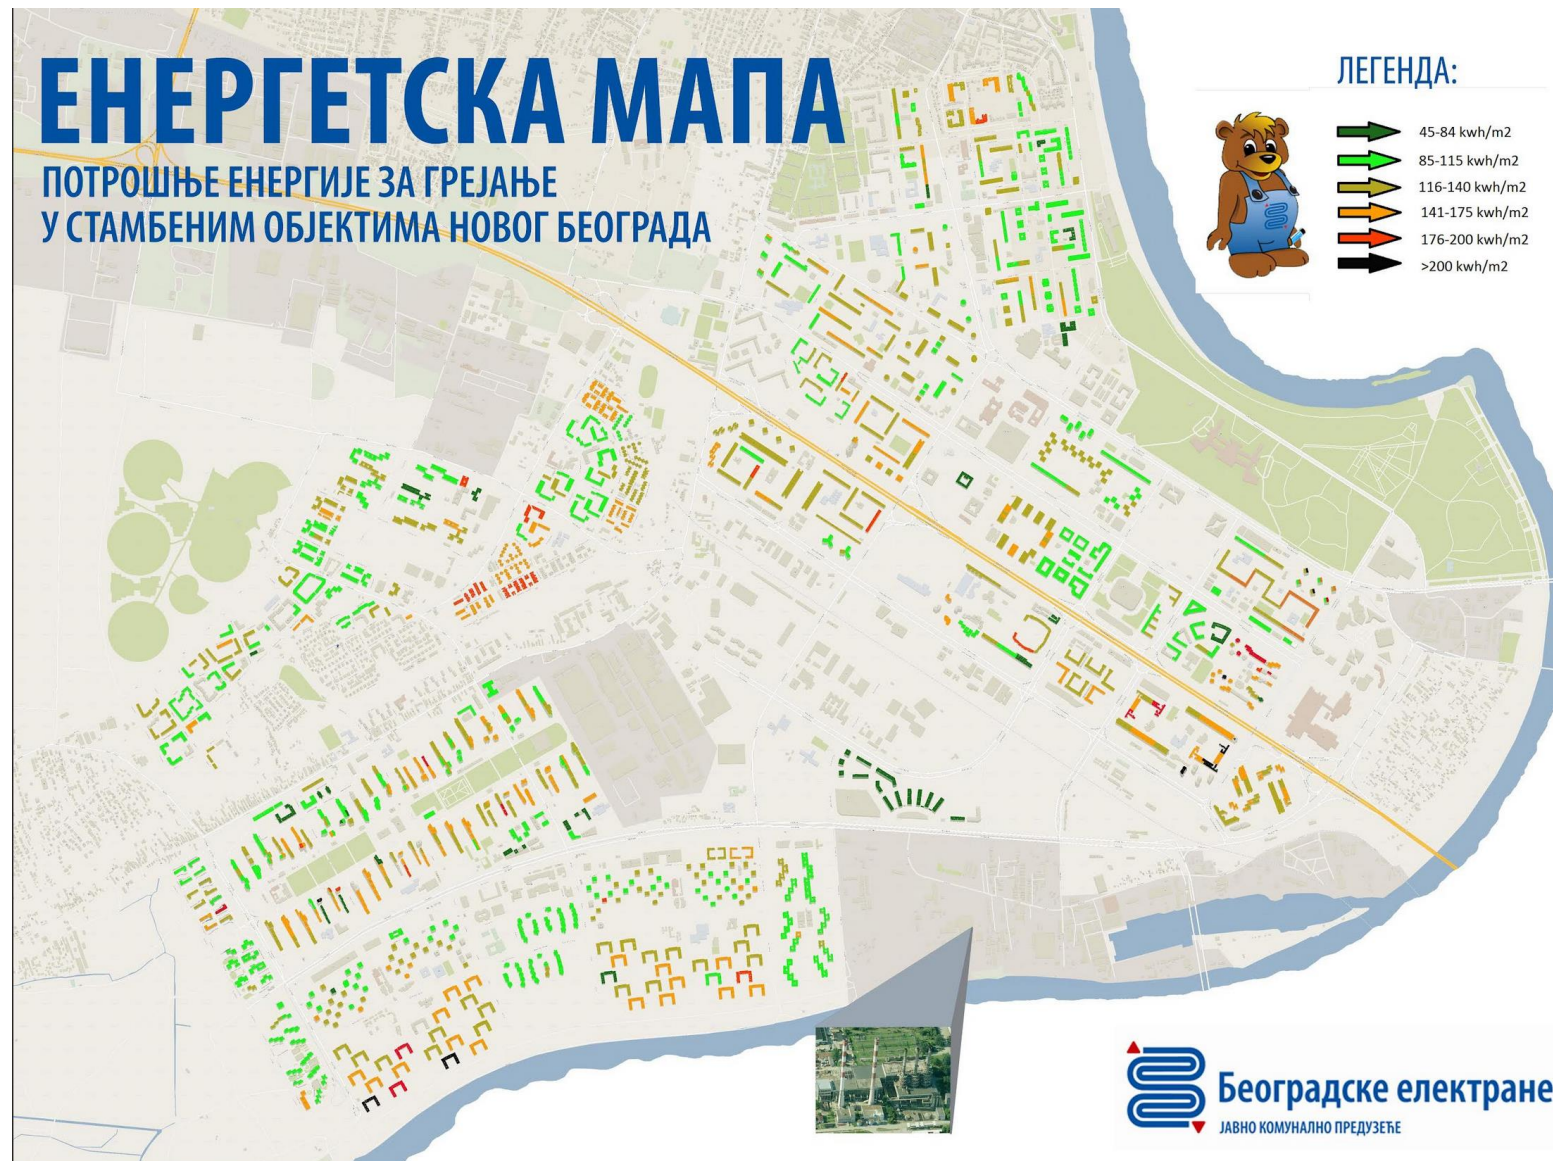 ЕНЕРГЕТСКА МАПА
ПОТРОШЊЕ ЕНЕРГИЈЕ ЗА ГРЕЈАЊЕ
У СТАМБЕНИМ ОБЈЕКТИМА НОВОГ БЕОГРАДА
ЛЕГЕНДА:
45-84 kwh/m2
85-115 kwh/m2
116-140 kwh/m2
141-175 kwh/m2
176-200 kwh/m2
>200 kwh/m2
Београдске електране
ЈАВНО КОМУНАЛНО ПРЕДУЗЕЋЕ